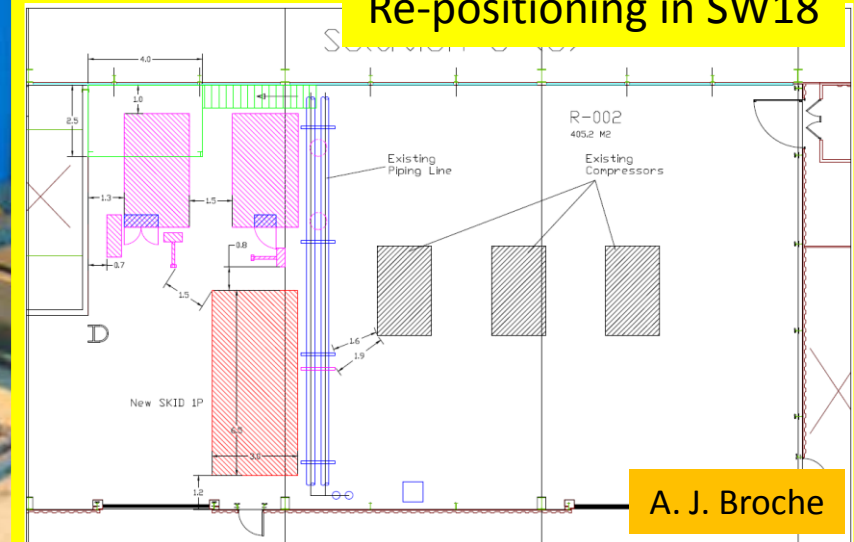 Re-positioning in SW18
4.0
1.8
2.5
R-002
405.2 M2
Existing
Piping Line
Existing
Compressors
1.3
1.5
0.8
0.7
1.5
1.6
1.9
D
New SKID 1P
6.5
3.0
1.2
A. J. Broche